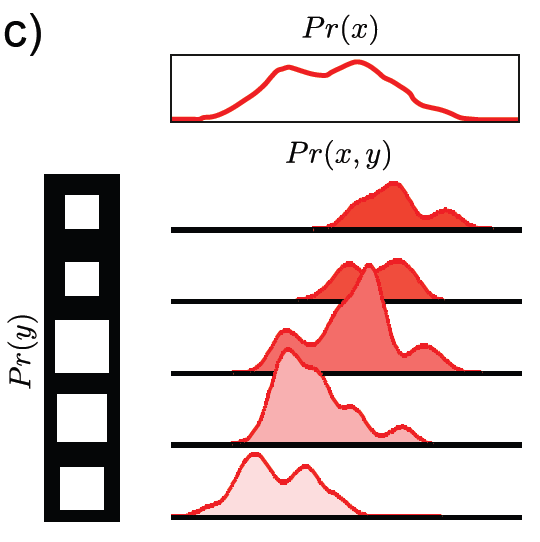 c)
Pr(x)
Pr(x, y)
Pr(y)